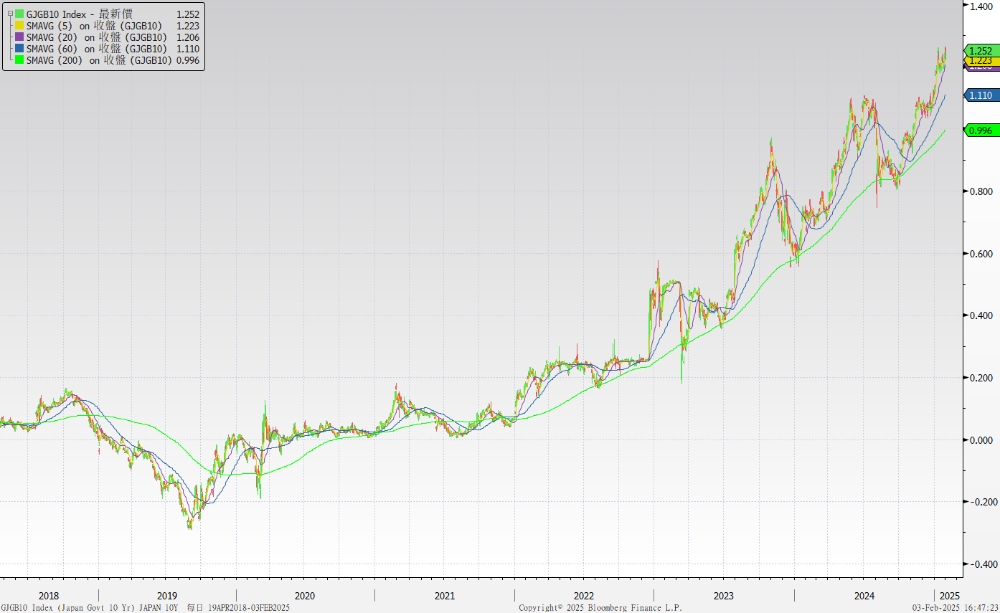 GJGB10 Index - 最新價 1.252
SMAVG (5) on 收盤 (GJGB10) 1.223
SMAVG (20) on 收盤 (GJGB10) 1.206
SMAVG (60) on 收盤 (GJGB10) 1.110
SMAVG (200) on 收盤 (GJGB10) 0.996
1.400
1.252
1.223
1.206
1.110
0.996
0.800
0.600
0.400
0.200
0.000
-0.200
-0.400
2018 2019 2020 2021 2022 2023 2024 2025
GJGB10 Index (Japan Govt 10 Yr) JAPAN 10Y 每日 19APR2018-03FEB2025 Copyright© 2025 Bloomberg Finance L.P. 03-Feb-2025 16:47:23